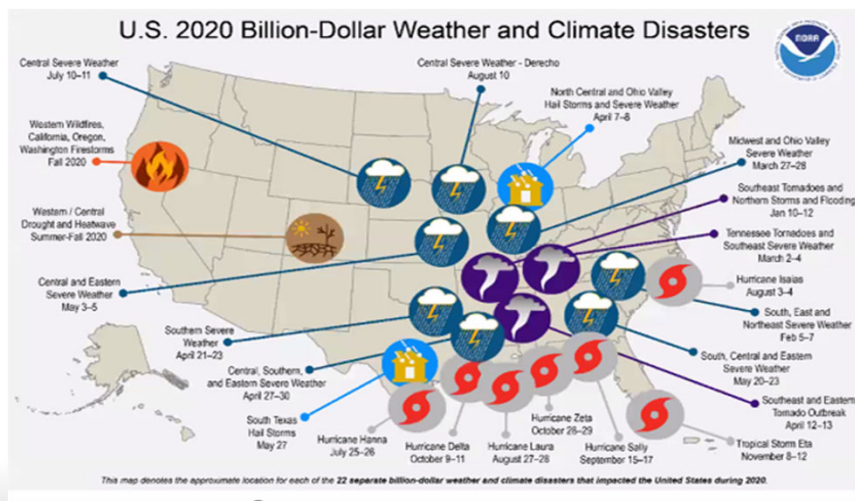 U.S. 2020 Billion-Dollar Weather and Climate Disasters
NOAA
Central Severe Weather
July 10–11
Central Severe Weather - Derecho
August 10
North Central and Ohio Valley
Hail Storms and Severe Weather
April 7–8
Western Wildfires,
California, Oregon,
Washington Firestorms
Fall 2020
Midwest and Ohio Valley
Severe Weather
March 27–28
Southeast Tornadoes and
Northern Storms and Flooding
Jan 10–12
Western / Central
Drought and Heatwave
Summer-Fall 2020
Tennessee Tornadoes and
Southeast Severe Weather
March 2–4
Hurricane Isaias
August 3–4
Central and Eastern
Severe Weather
May 3–5
South, East and
Northeast Severe Weather
Feb 5–7
Southern Severe
Weather
April 21–23
South, Central and Eastern
Severe Weather
May 20–23
Central, Southern,
and Eastern Severe Weather
April 27–30
Southeast and Eastern
Tornado Outbreak
April 12–13
South Texas
Hail Storms
May 27
Hurricane Hanna
July 25–26
Hurricane Delta
October 9–11
Hurricane Laura
August 27–28
Hurricane Zeta
October 28–29
Hurricane Sally
September 15–17
Tropical Storm Eta
November 8–12
This map denotes the approximate location for each of the 22 separate billion-dollar weather and climate disasters that impacted the United States during 2020.